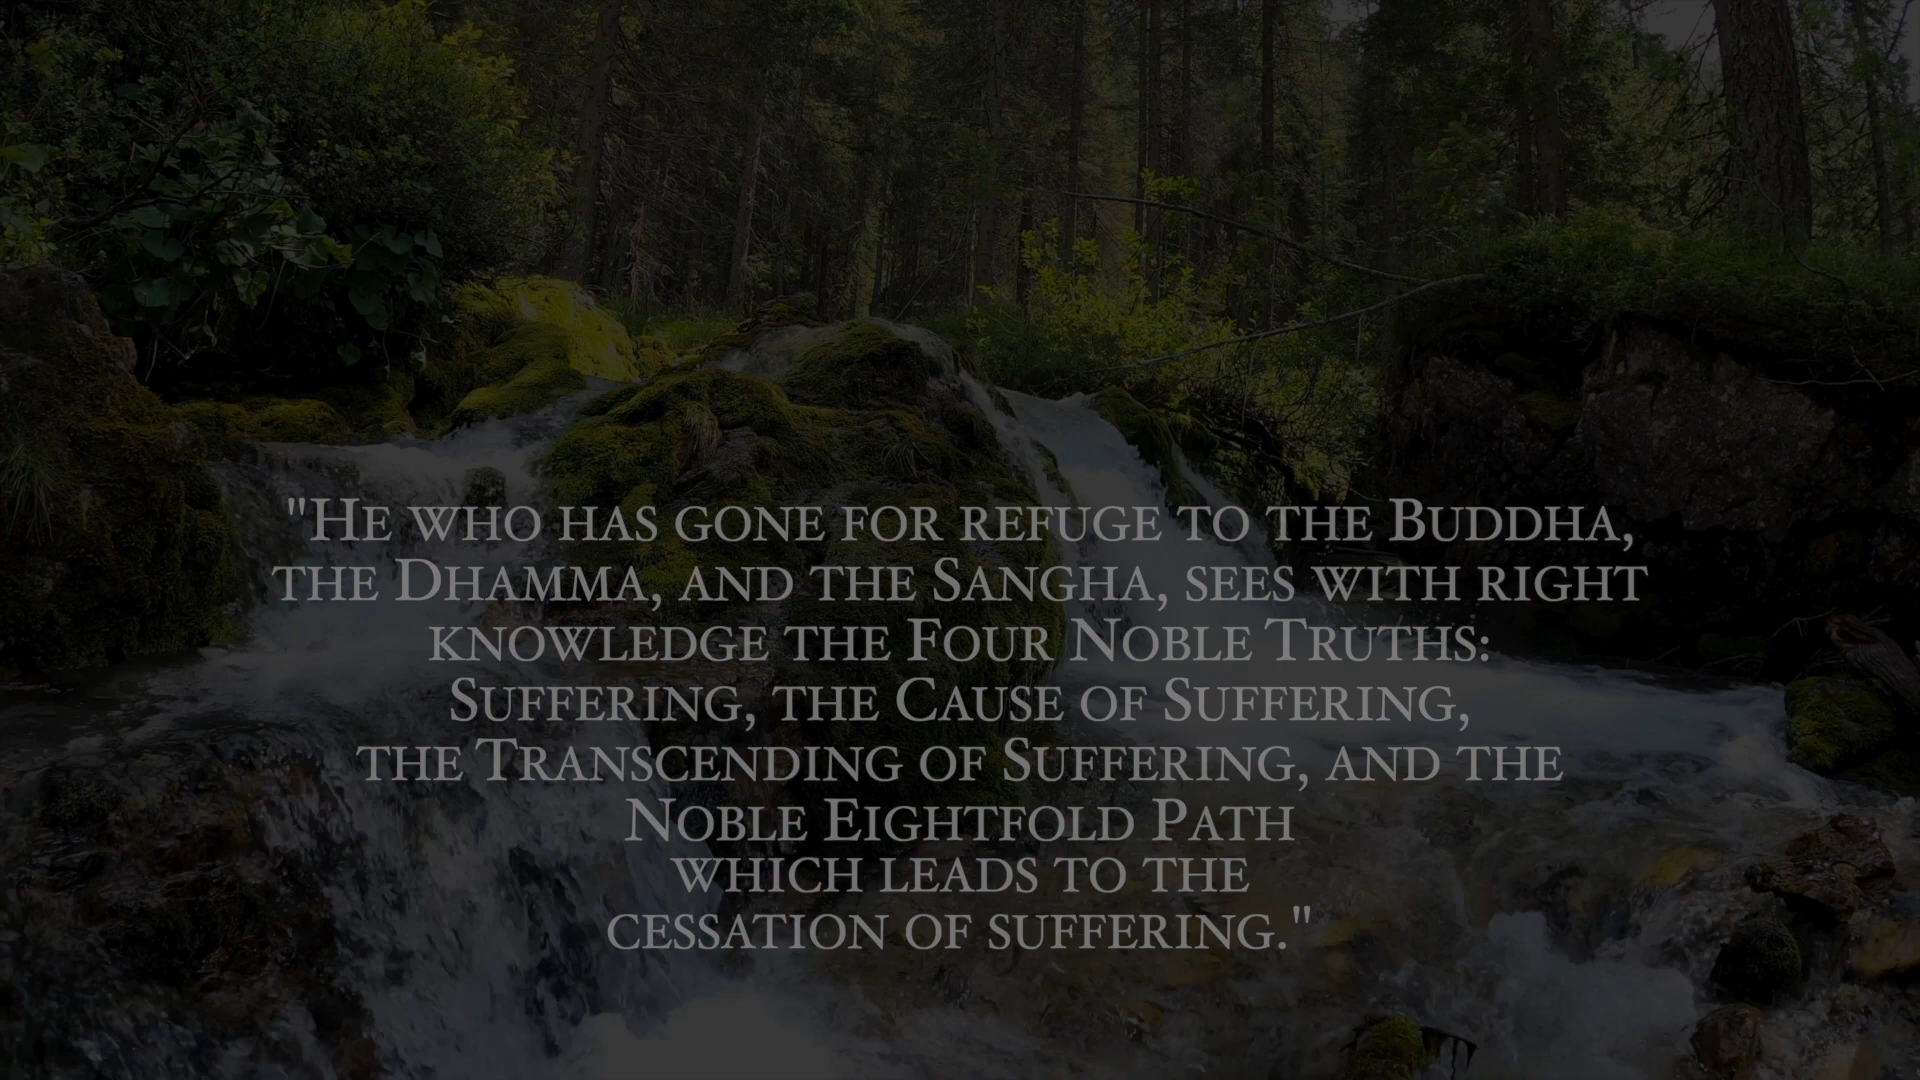 "He who has gone for refuge to the Buddha,
the Dhamma, and the Sangha, sees with right
knowledge the Four Noble Truths:
Suffering, the Cause of Suffering,
the Transcending of Suffering, and the
Noble Eightfold Path
which leads to the
cessation of suffering."